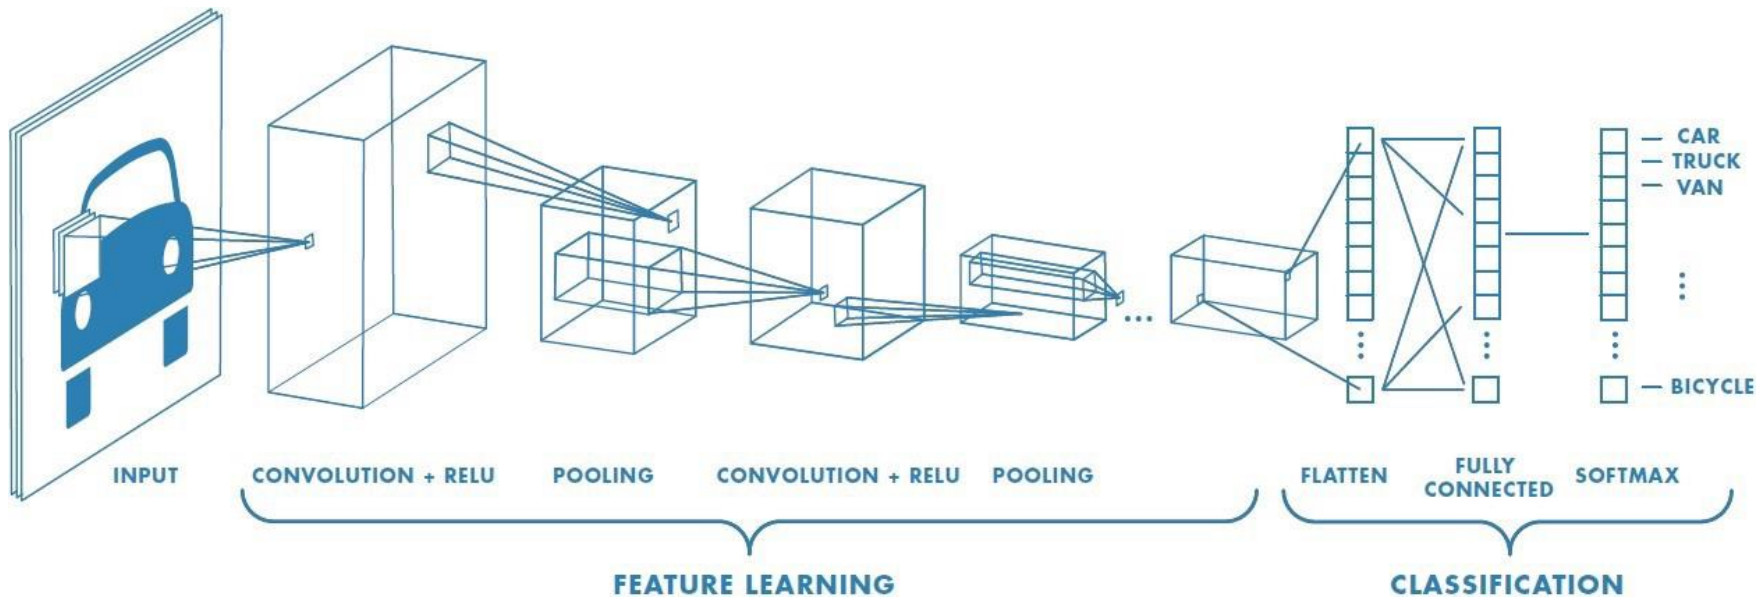 CAR
TRUCK
VAN
BICYCLE
INPUT
CONVOLUTION + RELU
POOLING
CONVOLUTION + RELU
POOLING
FLATTEN
FULLY
CONNECTED
SOFTMAX
FEATURE LEARNING
CLASSIFICATION